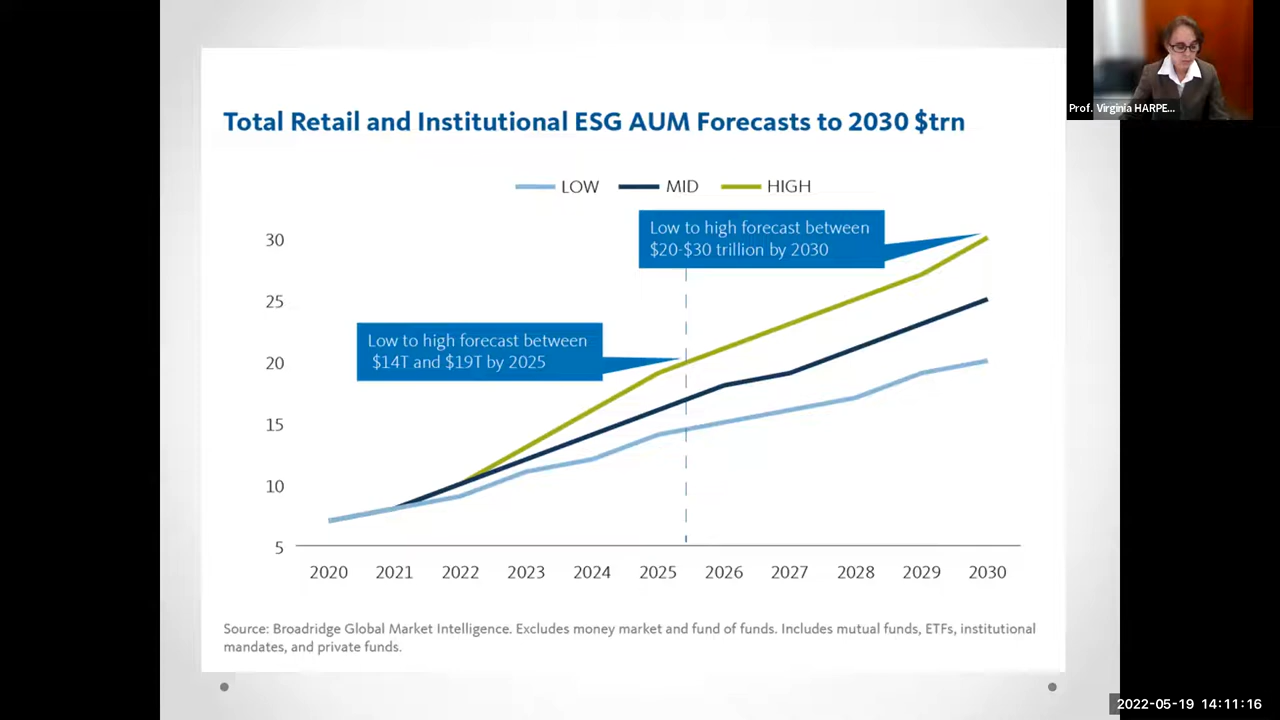 Prof. Virginia HARPE...
Total Retail and Institutional ESG AUM Forecasts to 2030 $trn
LOW MID HIGH
Low to high forecast between
$20-$30 trillion by 2030
Low to high forecast between
$14T and $19T by 2025
30
25
20
15
10
5
2020 2021 2022 2023 2024 2025 2026 2027 2028 2029 2030
Source: Broadridge Global Market Intelligence. Excludes money market and fund of funds. Includes mutual funds, ETFs, institutional
mandates, and private funds.
2022-05-19 14:11:16